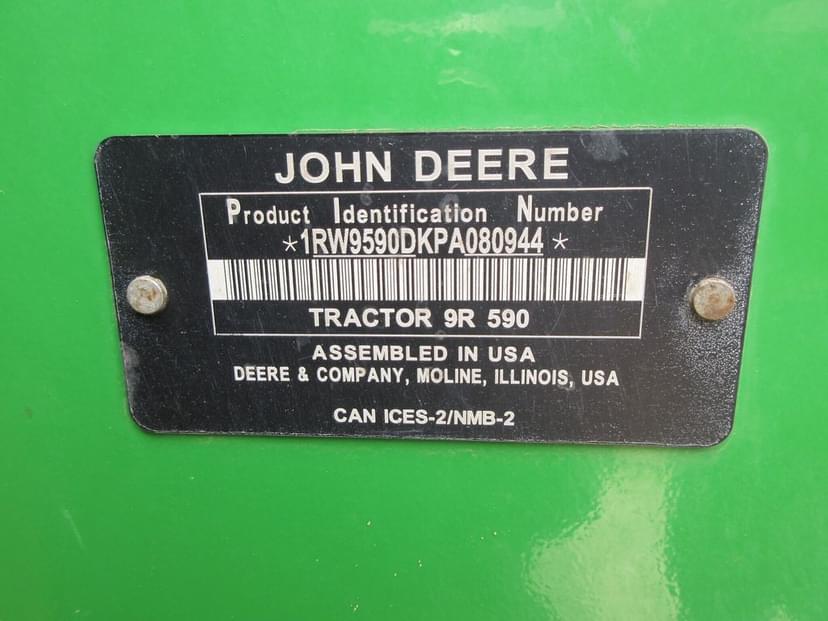 JOHN DEERE
Product Identification Number
*1RW9590DKPA080944*
TRACTOR 9R 590
ASSEMBLED IN USA
DEERE & COMPANY, MOLINE, ILLINOIS, USA
CAN ICES-2/NMB-2